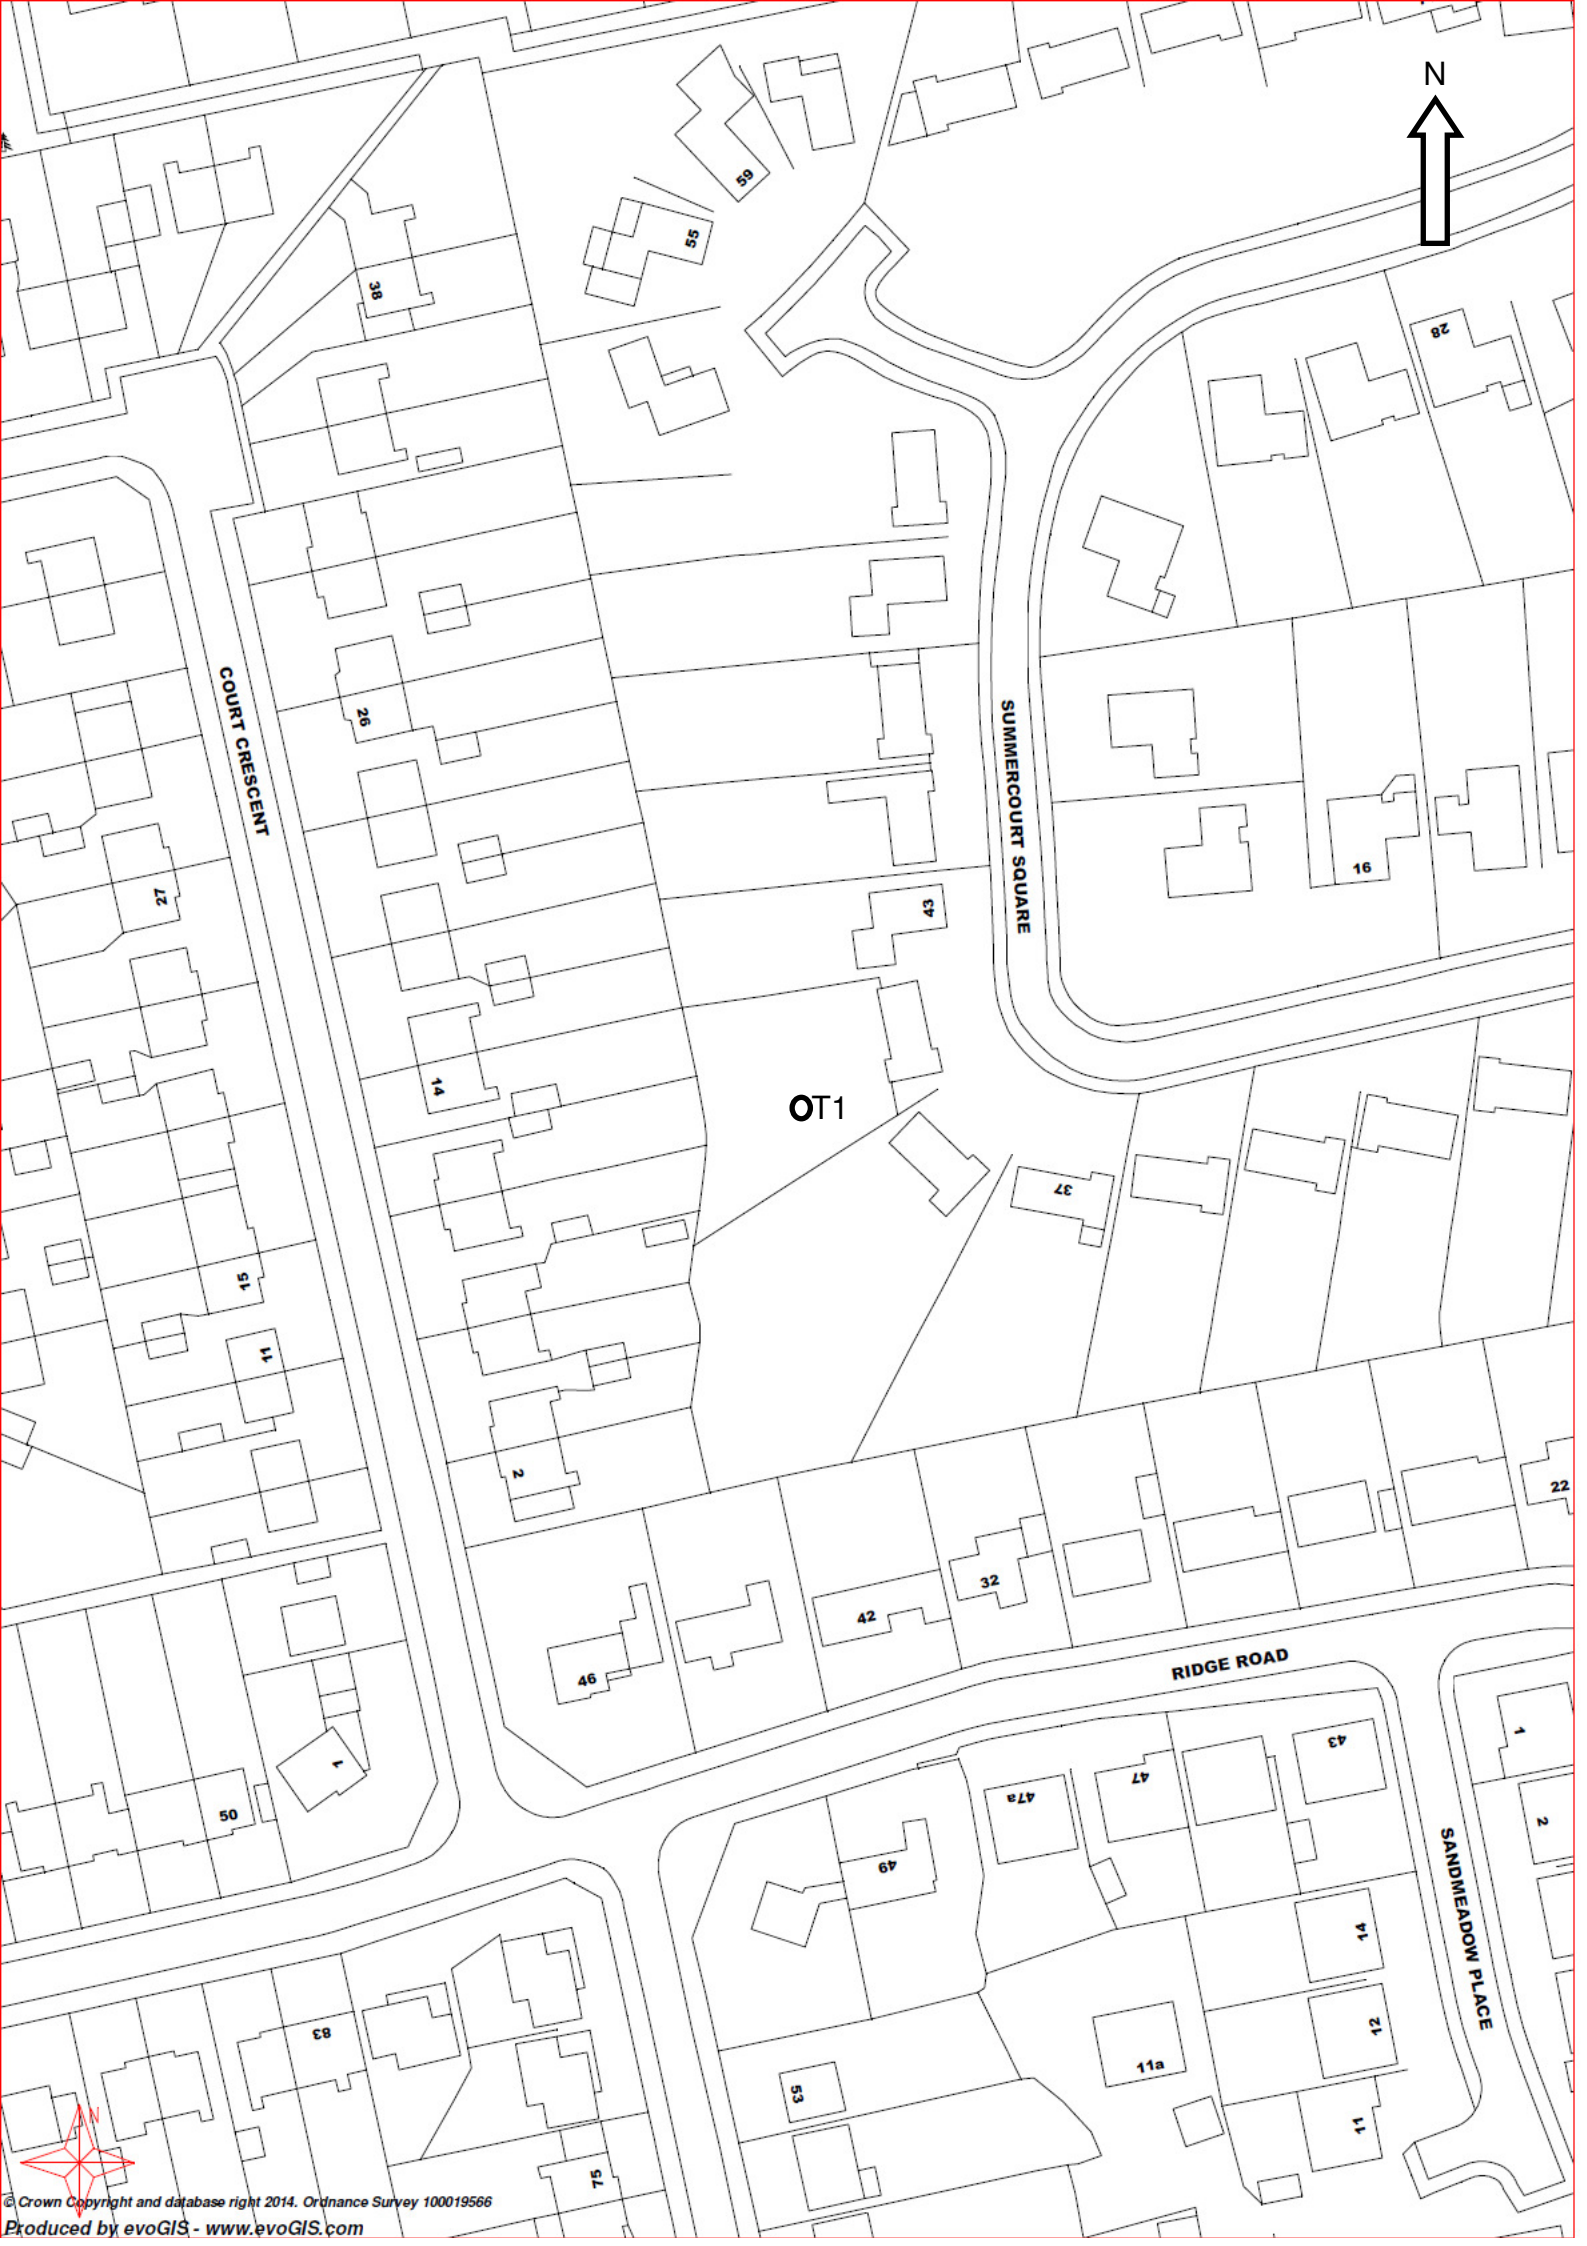 N
59
55
38
28
COURT CRESCENT
26
SUMMERCOURT SQUARE
16
27
43
14
T1
37
15
11
2
22
32
42
46
RIDGE ROAD
1
1
43
47
47a
50
2
49
SANDMEADOW PLACE
14
83
12
11a
53
11
75
N
© Crown Copyright and database right 2014. Ordnance Survey 100019566
Produced by evoGIS - www.evoGIS.com